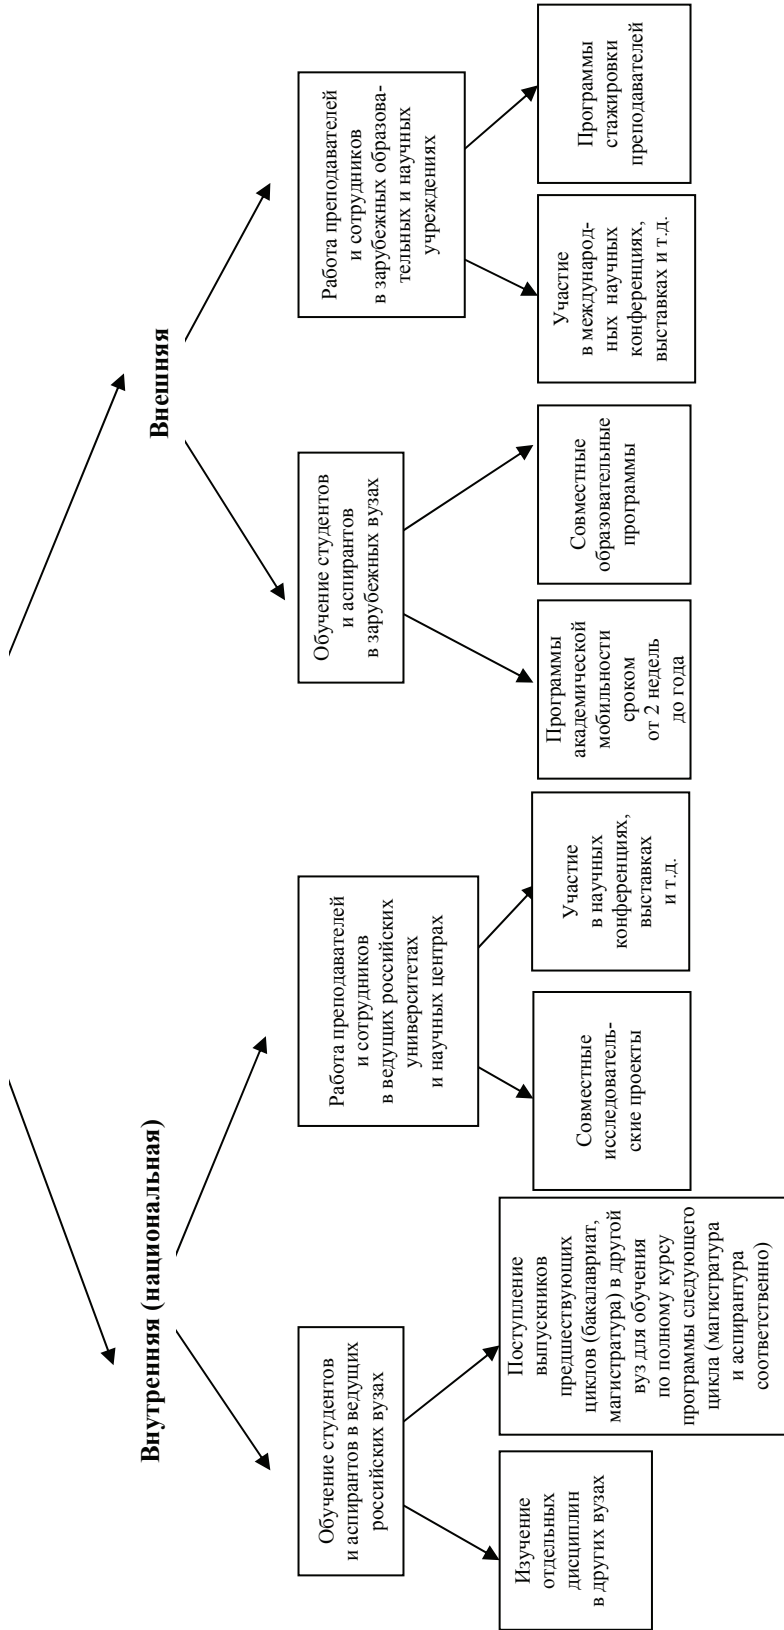 Внутренняя (национальная)
Внешняя
Обучение студентов
и аспирантов в ведущих
российских вузах
Работа преподавателей
и сотрудников
в ведущих российских
университетах
и научных центрах
Обучение студентов
и аспирантов
в зарубежных вузах
Работа преподавателей
и сотрудников
в зарубежных образова-
тельных и научных
учреждениях
Изучение
отдельных
дисциплин
в других вузах
Поступление
выпускников
предшествующих
циклов (бакалавриат,
магистратура) в другой
вуз для обучения
по полному курсу
программы следующего
цикла (магистратура
и аспирантура
соответственно)
Совместные
исследователь-
ские проекты
Участие
в научных
конференциях,
выставках
и т.д.
Программы
академической
мобильности
сроком
от 2 недель
до года
Совместные
образовательные
программы
Участие
в международ-
ных научных
конференциях,
выставках и т.д.
Программы
стажировки
преподавателей